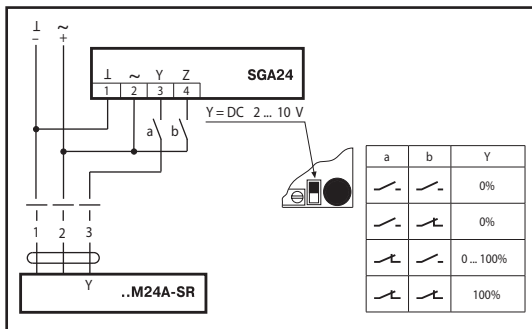 ⊥ ~
– +
SGA24
⊥ ~ Y Z
1 2 3 4
Y = DC 2 ... 10 V
a b
a b Y
0%
0%
0 ... 100%
100%
1 2 3
Y
..M24A-SR